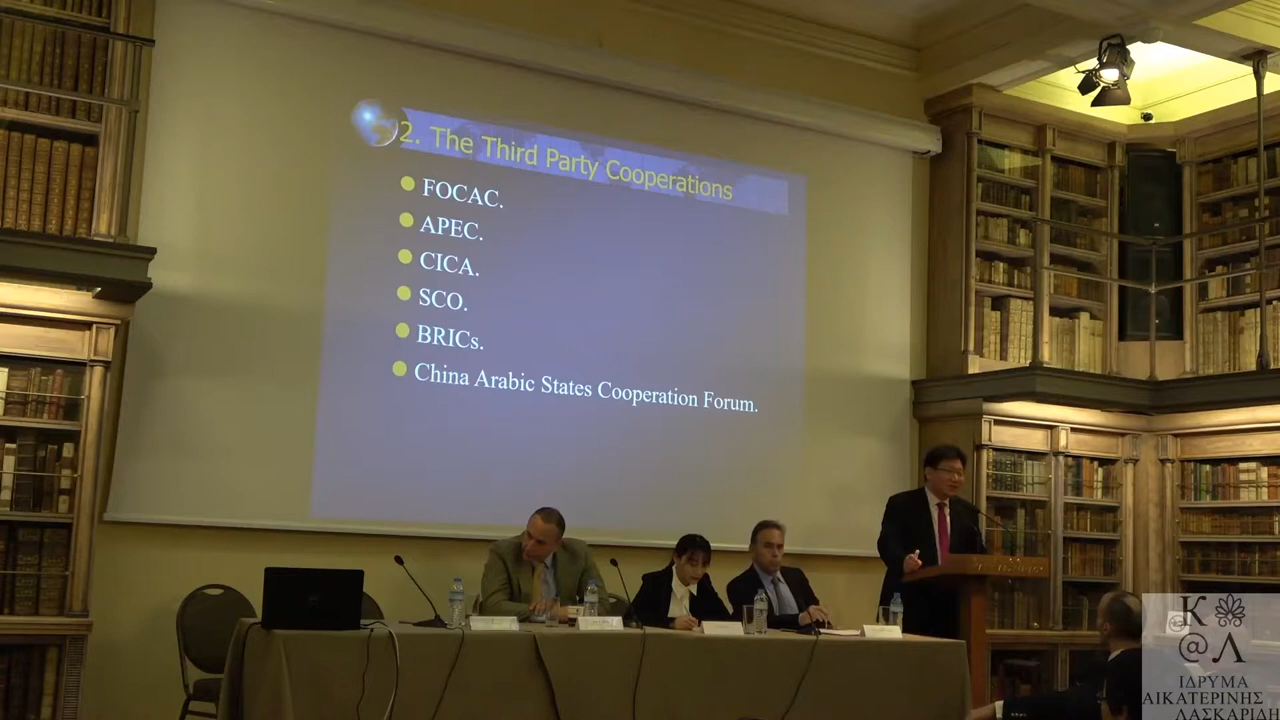 2. The Third Party Cooperations
FOCAC.
APEC.
CICA.
SCO.
BRICs.
China Arabic States Cooperation Forum.
Κ
@ Λ
ΙΔΡΥΜΑ
ΑΙΚΑΤΕΡΙΝΗΣ
ΛΑΣΚΑΡΙΔΗ